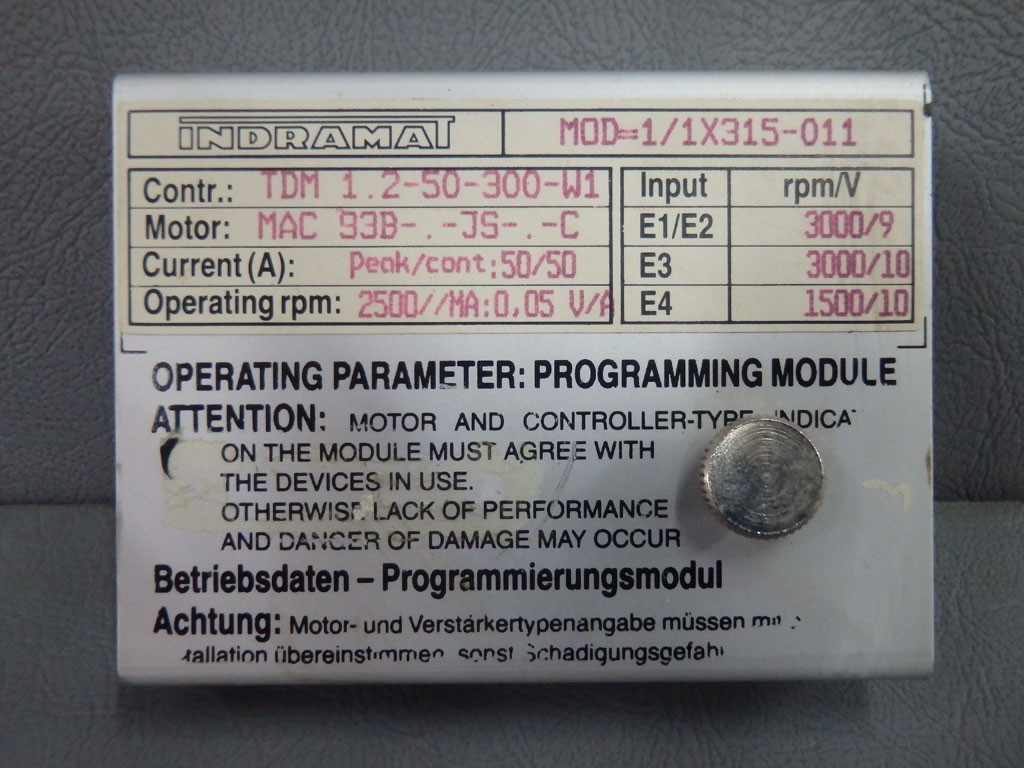 INDRAMAT MOD=1/1X315-011
Contr.: TDM 1.2-50-300-W1 Input rpm/V
Motor: MAC 93B-.-JS-.-C E1/E2 3000/9
Current (A): Peak/cont:50/50 E3 3000/10
Operating rpm: 2500//MA:0,05 V/A E4 1500/10
OPERATING PARAMETER: PROGRAMMING MODULE
ATTENTION: MOTOR AND CONTROLLER-TYPE
ON THE MODULE MUST AGREE WITH
THE DEVICES IN USE.
OTHERWISE LACK OF PERFORMANCE
AND DANGER OF DAMAGE MAY OCCUR
Betriebsdaten – Programmierungsmodul
Achtung: Motor- und Verstärkertypenangabe müssen
übereinstimmen, sonst Schadigungsgefahr